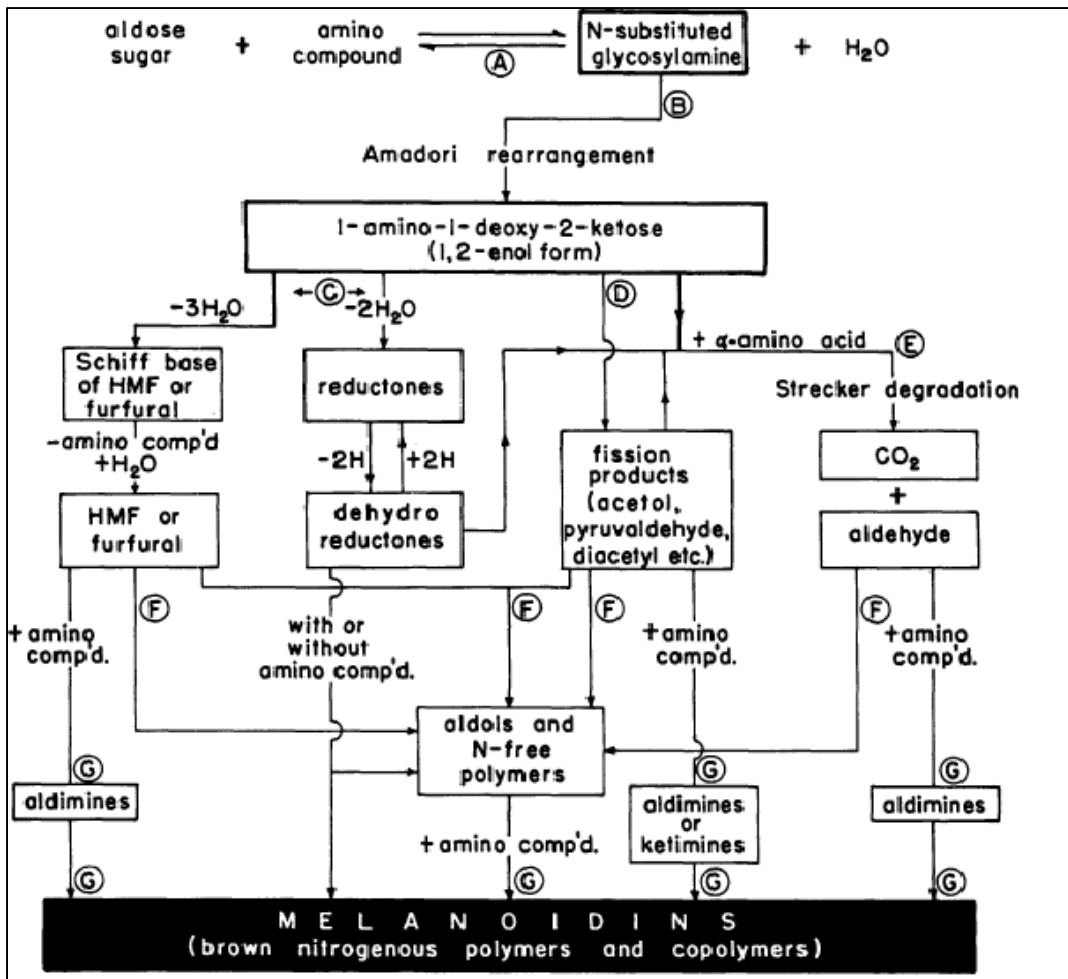 aldose sugar + amino compound N-substituted glycosylamine + H₂O
A
B
Amadori rearrangement
1-amino-1-deoxy-2-ketose
(1,2-enol form)
-3H₂O
C
-2H₂O
D
+ α-amino acid
E
Strecker degradation
Schiff base
of HMF or
furfural
reductones
-amino comp'd
+H₂O
-2H
+2H
fission
products
(acetol,
pyruvaldehyde,
diacetyl etc.)
CO₂
+
aldehyde
HMF or
furfural
dehydro
reductones
F
F
F
F
+ amino
comp'd.
with or
without
amino comp'd.
+ amino
comp'd.
+ amino
comp'd.
aldols and
N-free
polymers
G
G
G
aldimines
aldimines
or
ketimines
aldimines
+ amino comp'd.
G
G
G
G
MELANOIDINS
(brown nitrogenous polymers and copolymers)